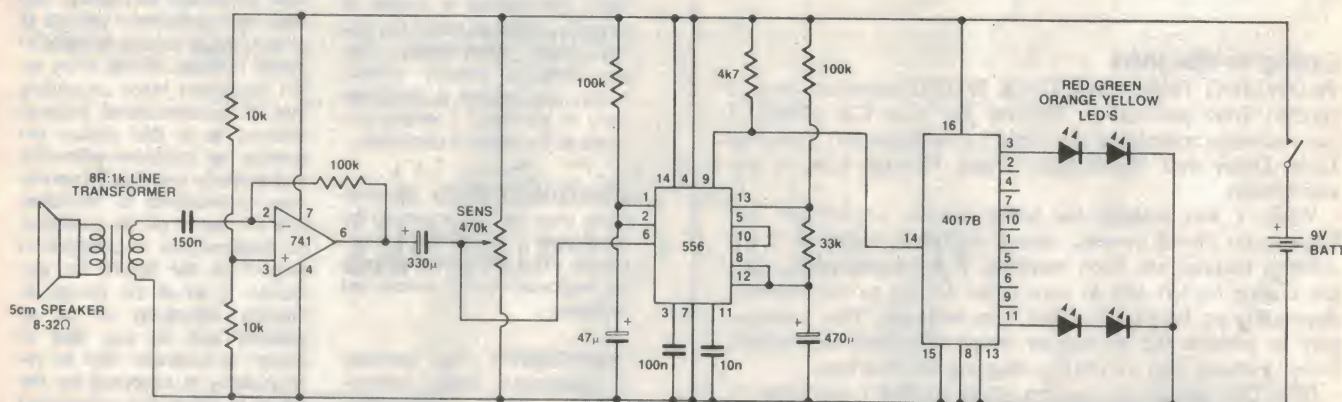 10k
100k
8R:1k LINE
TRANSFORMER
5cm SPEAKER
8-32Ω
150n
2
3
741
7
6
4
10k
330µ
SENS
470k
100k
47µ
14
4
9
1
2
6
556
13
5
10
8
12
3
7
11
100n
10n
4k7
100k
33k
470µ
14
16
4017B
3
2
4
7
10
1
5
6
9
11
15
8
13
RED GREEN
ORANGE YELLOW
LED'S
9V
BATT